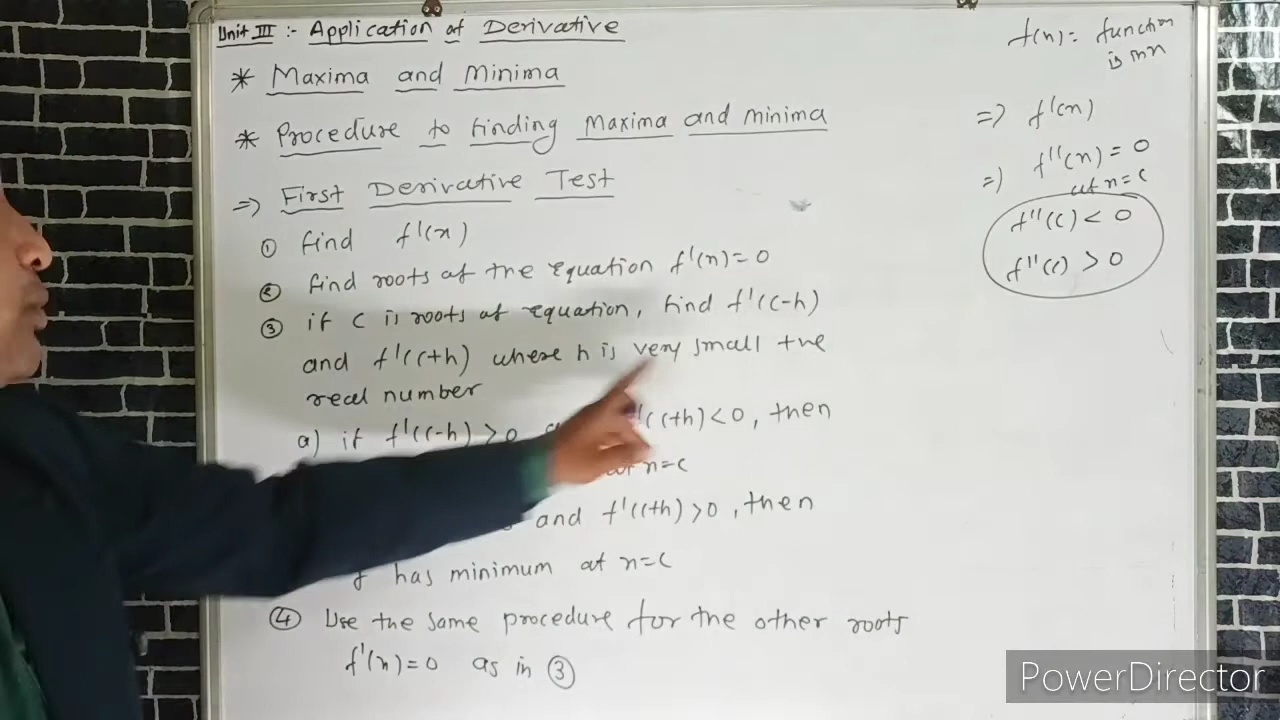 Unit III :- Application of Derivative
* Maxima and Minima
* Procedure to Finding Maxima and minima
=> First Derivative Test
① find f'(x)
② find roots of the equation f'(x)=0
③ if c is roots of equation, find f'(c-h)
and f'(c+h) where h is very small +ve
real number
a) if f'(c-h) > 0 f'(c+h) < 0, then
at x=c
and f'(c+h) > 0, then
f has minimum at x=c
④ Use the same procedure for the other roots
f'(x)=0 as in ③
f(x) = function
is in x
=> f'(x)
=> f''(x) = 0
at x=c
f''(c) < 0
f''(c) > 0
PowerDirector